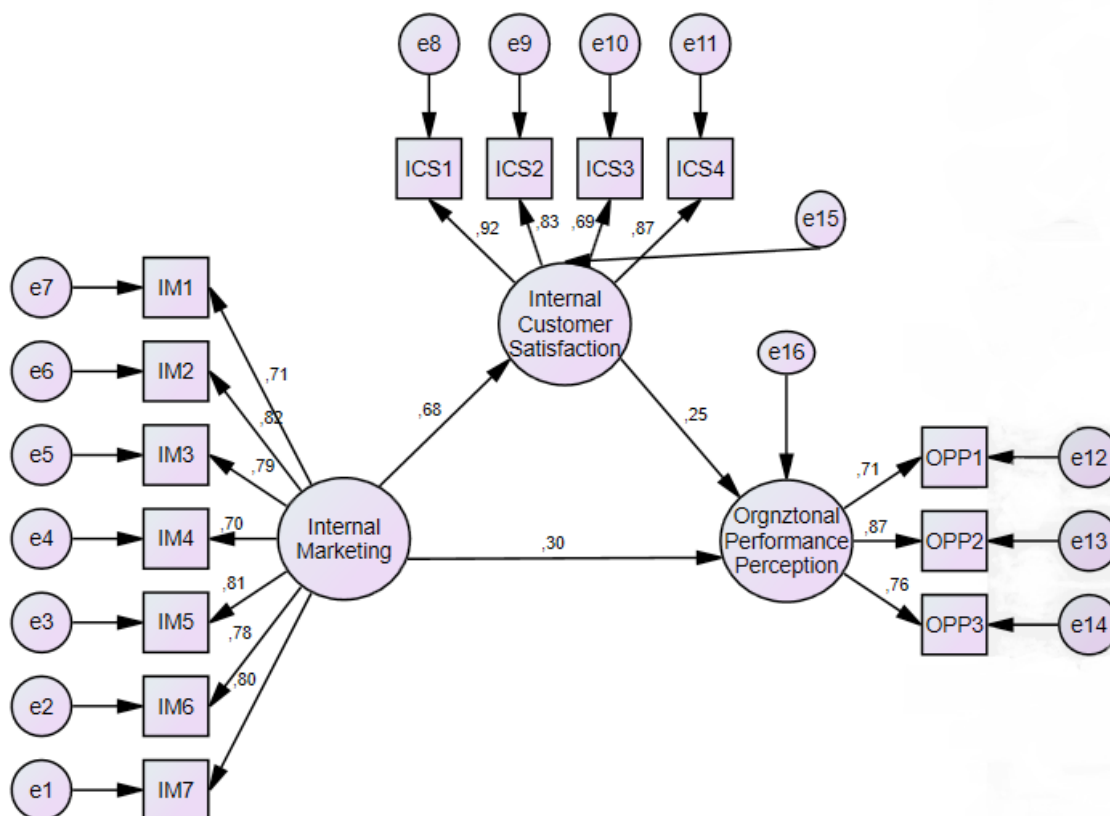 e8
e9
e10
e11
ICS1
ICS2
ICS3
ICS4
e15
,92
,83
,69
,87
e7
IM1
Internal
Customer
Satisfaction
e16
e6
IM2
,71
,82
,68
,25
e5
IM3
,79
OPP1
e12
,71
e4
IM4
,70
Internal
Marketing
,30
Orgnztonal
Performance
Perception
,87
OPP2
e13
,81
,76
e3
IM5
,78
OPP3
e14
,80
e2
IM6
e1
IM7